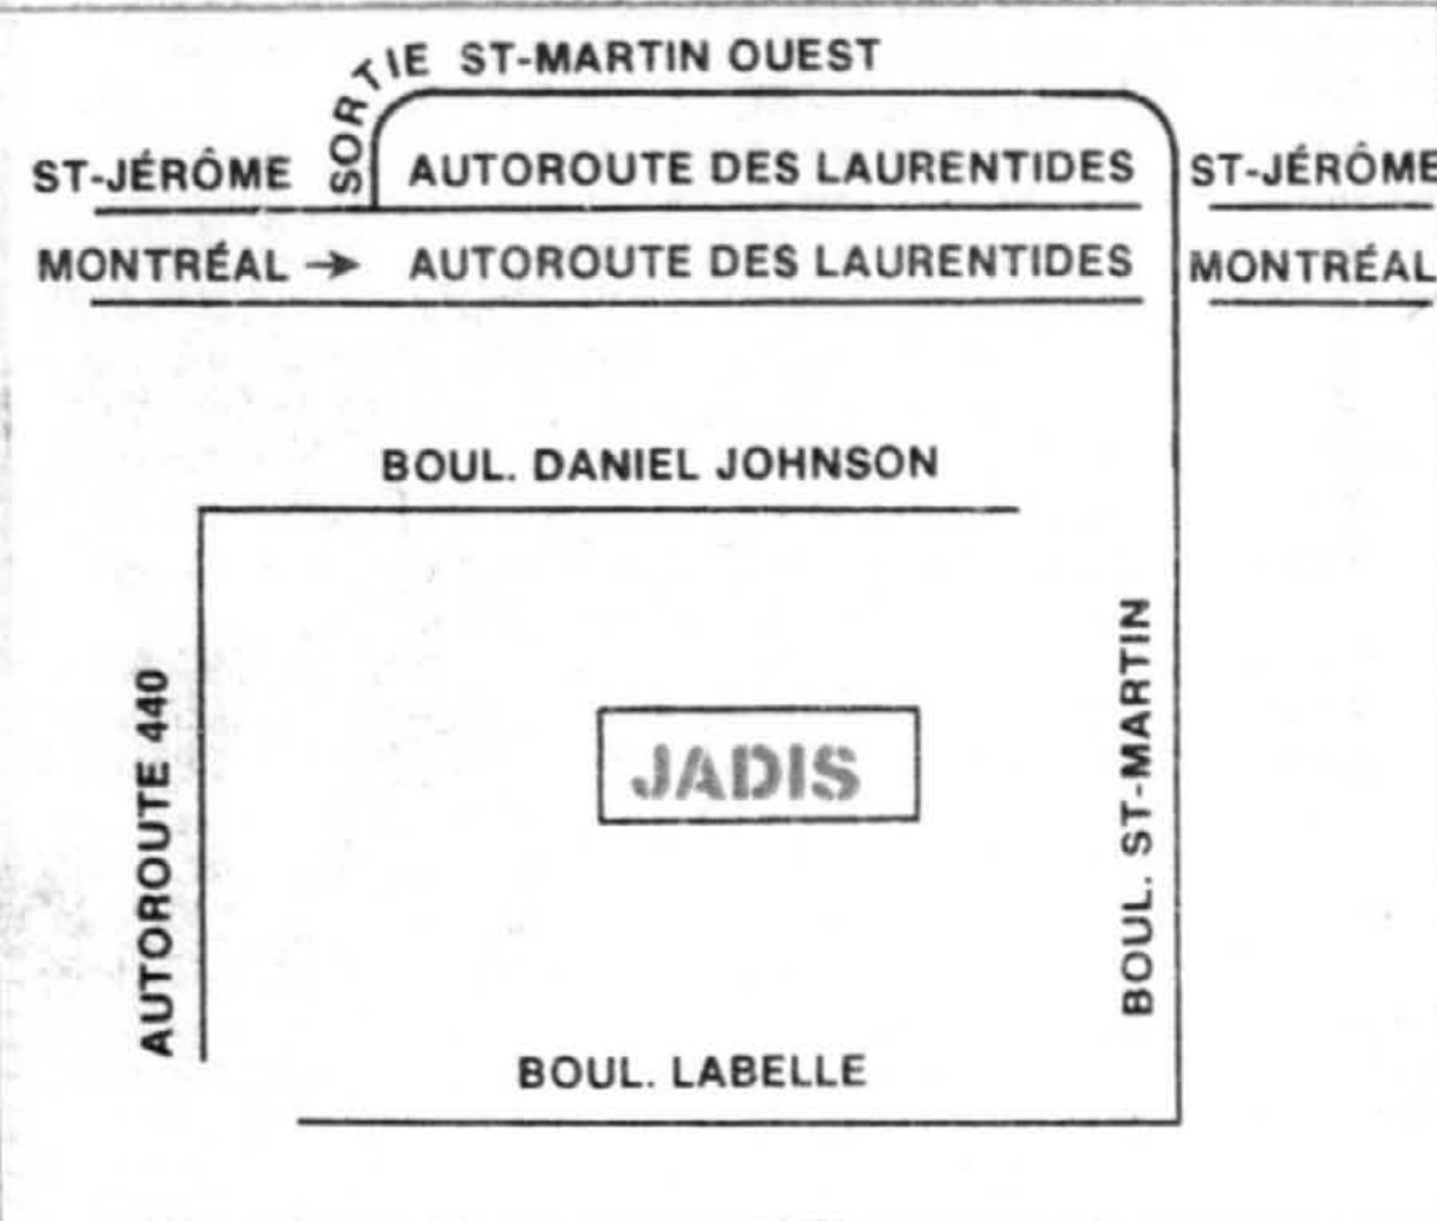 SORTIE ST-MARTIN OUEST
ST-JÉRÔME AUTOROUTE DES LAURENTIDES ST-JÉRÔME
MONTRÉAL → AUTOROUTE DES LAURENTIDES MONTRÉAL
BOUL. DANIEL JOHNSON
AUTOROUTE 440
JADIS
BOUL. ST-MARTIN
BOUL. LABELLE